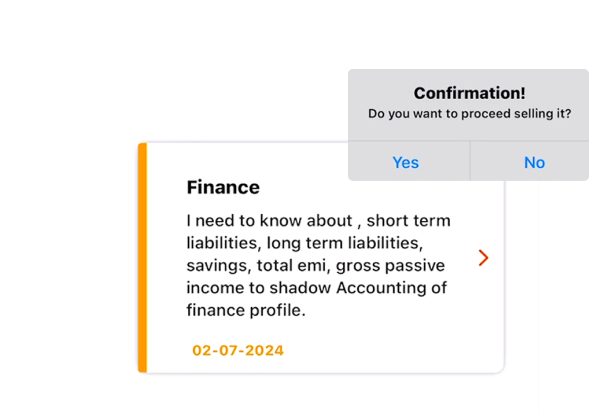 Confirmation!
Do you want to proceed selling it?
Yes
No
Finance
I need to know about , short term
liabilities, long term liabilities,
savings, total emi, gross passive
income to shadow Accounting of
finance profile.
02-07-2024